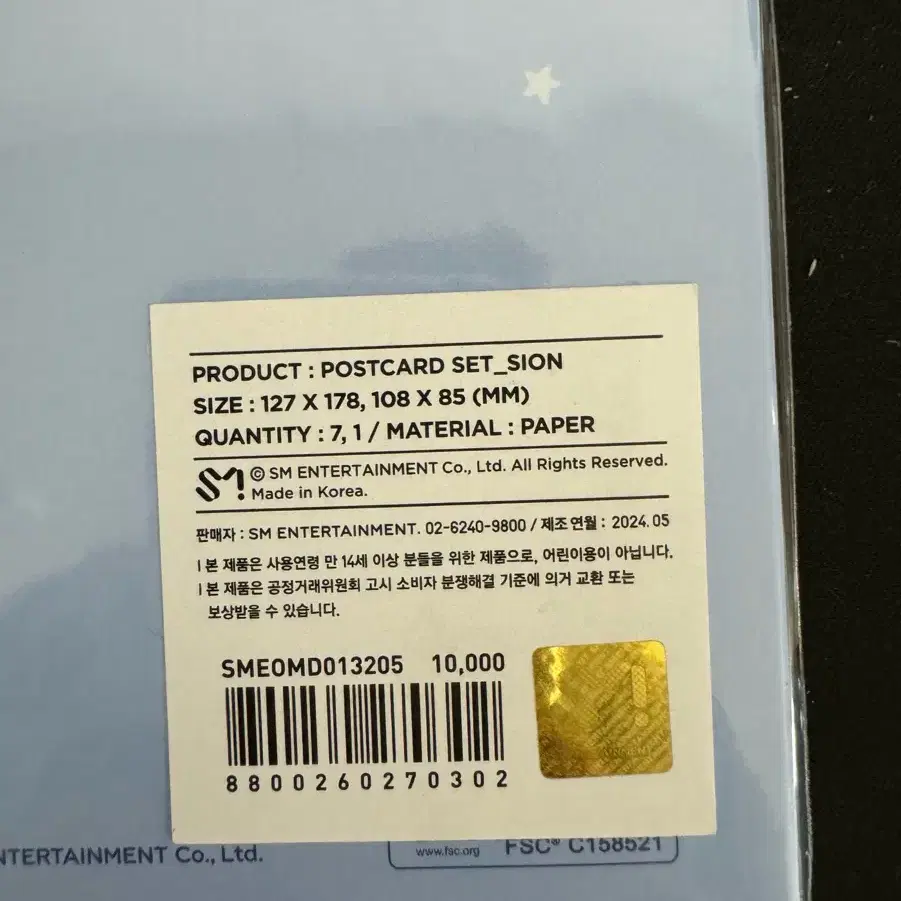 PRODUCT : POSTCARD SET_SION
SIZE : 127 X 178, 108 X 85 (MM)
QUANTITY : 7, 1 / MATERIAL : PAPER
SM! © SM ENTERTAINMENT Co., Ltd. All Rights Reserved.
Made in Korea.
판매자 : SM ENTERTAINMENT. 02-6240-9800 / 제조연월 : 2024. 05
I 본 제품은 사용연령 만 14세 이상 분들을 위한 제품으로, 어린이용이 아닙니다.
I 본 제품은 공정거래위원회 고시 소비자 분쟁해결 기준에 의거 교환 또는
보상받을 수 있습니다.
SMEOMD013205 10,000
8800260270302
NTERTAINMENT Co., Ltd.
www.fsc.org FSC® C158521